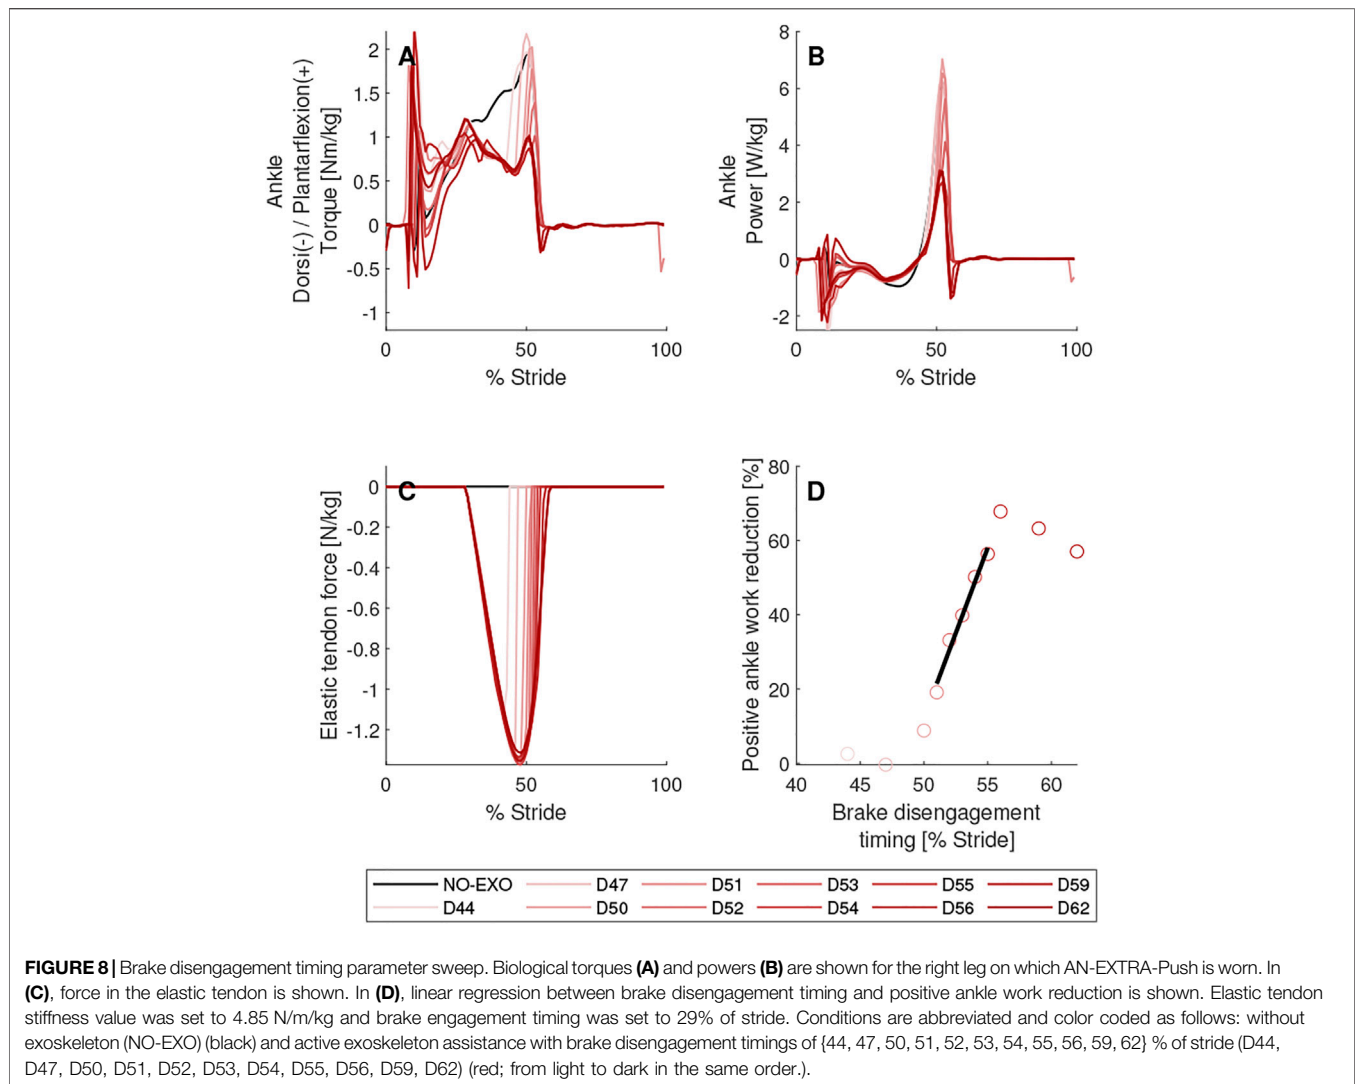 A
Ankle
Dorsi(-) / Plantarflexion(+)
Torque [Nm/kg]
2
1.5
1
0.5
0
-0.5
-1
0
50
100
% Stride
B
Ankle
Power [W/kg]
8
6
4
2
0
-2
0
50
100
% Stride
C
Elastic tendon force [N/kg]
0
-0.2
-0.4
-0.6
-0.8
-1
-1.2
0
50
100
% Stride
D
Positive ankle work reduction [%]
80
60
40
20
0
40
45
50
55
60
Brake disengagement
timing [% Stride]
NO-EXO D47 D51 D53 D55 D59
D44 D50 D52 D54 D56 D62
FIGURE 8 | Brake disengagement timing parameter sweep. Biological torques (A) and powers (B) are shown for the right leg on which AN-EXTRA-Push is worn. In
(C), force in the elastic tendon is shown. In (D), linear regression between brake disengagement timing and positive ankle work reduction is shown. Elastic tendon
stiffness value was set to 4.85 N/m/kg and brake engagement timing was set to 29% of stride. Conditions are abbreviated and color coded as follows: without
exoskeleton (NO-EXO) (black) and active exoskeleton assistance with brake disengagement timings of {44, 47, 50, 51, 52, 53, 54, 55, 56, 59, 62} % of stride (D44,
D47, D50, D51, D52, D53, D54, D55, D56, D59, D62) (red; from light to dark in the same order.).